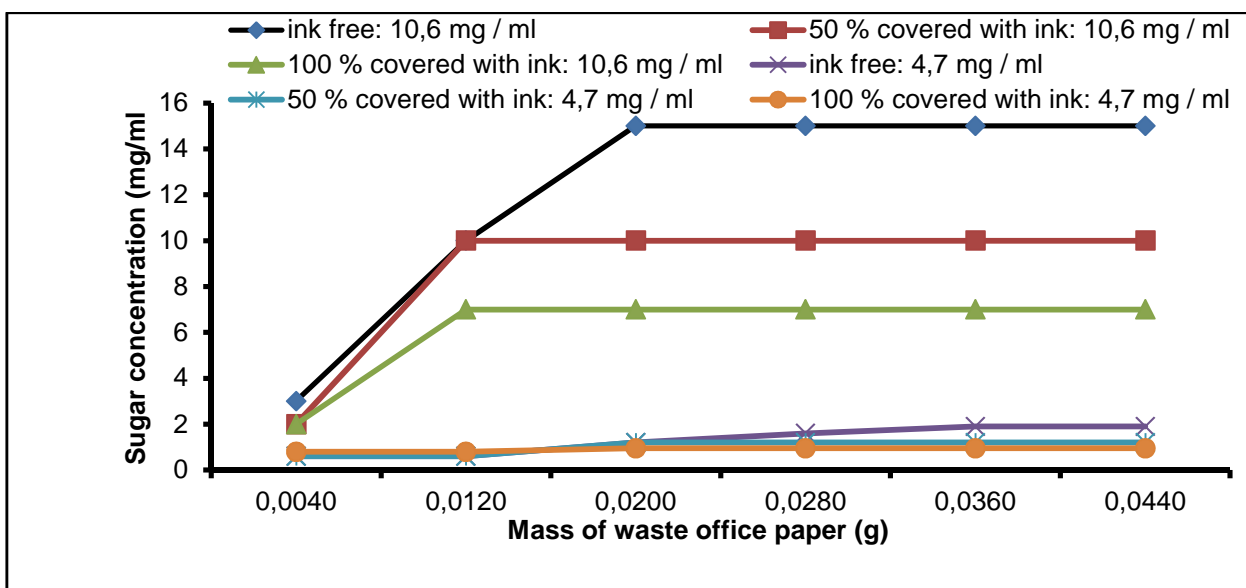 ink free: 10,6 mg / ml
50 % covered with ink: 10,6 mg / ml
100 % covered with ink: 10,6 mg / ml
ink free: 4,7 mg / ml
50 % covered with ink: 4,7 mg / ml
100 % covered with ink: 4,7 mg / ml
Sugar concentration (mg/ml)
16
14
12
10
8
6
4
2
0
0,0040 0,0120 0,0200 0,0280 0,0360 0,0440
Mass of waste office paper (g)